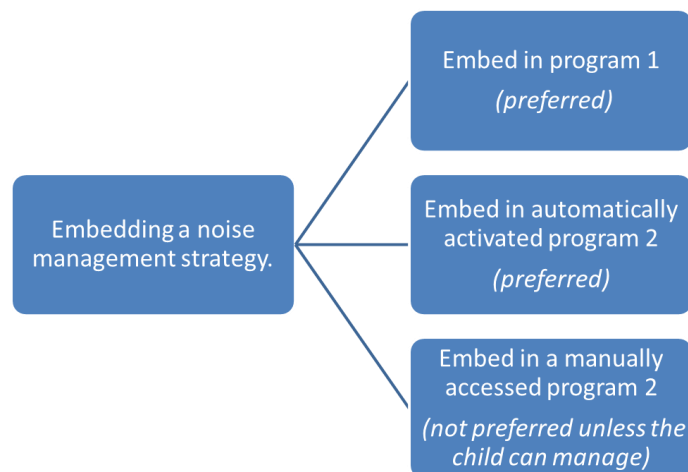 Embed in program 1
(preferred)
Embedding a noise
management strategy.
Embed in automatically
activated program 2
(preferred)
Embed in a manually
accessed program 2
(not preferred unless the
child can manage)